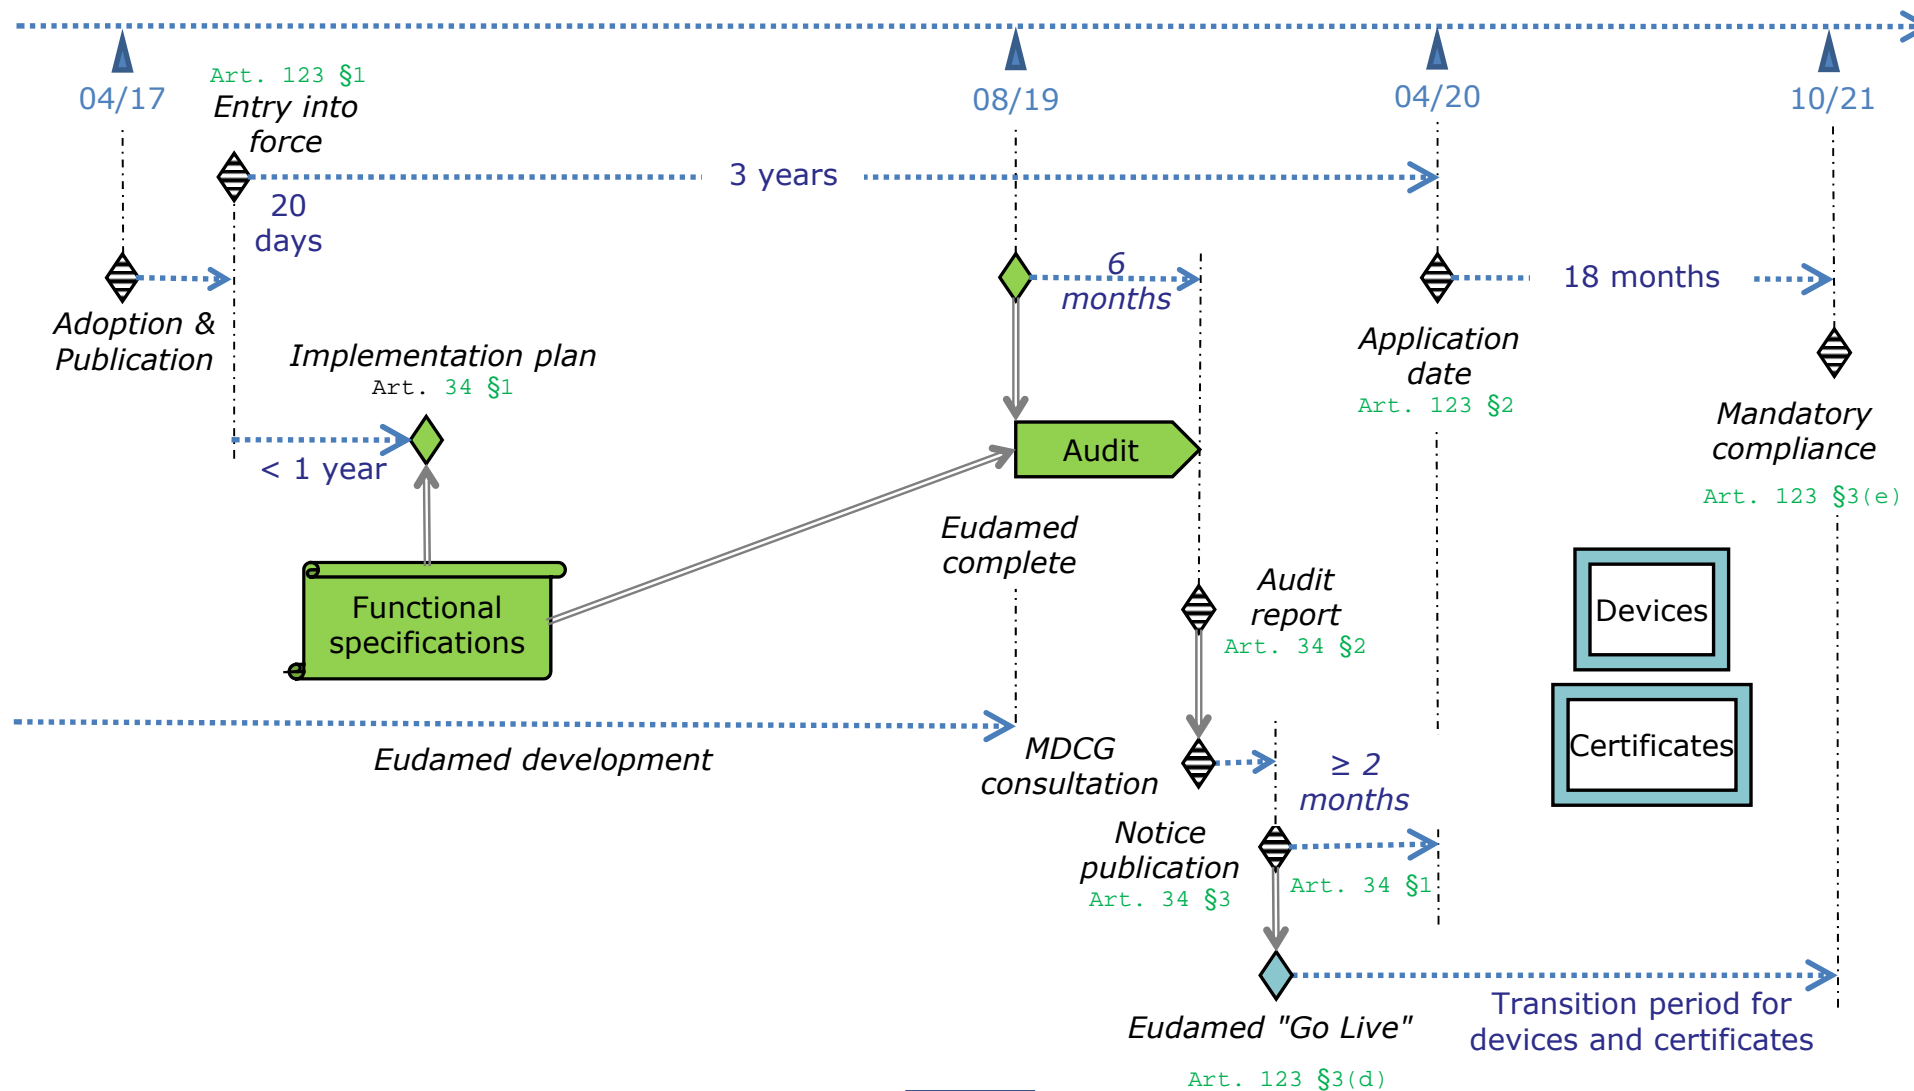 04/17
08/19
04/20
10/21
Art. 123 §1
Entry into
force
3 years
20
days
6
months
18 months
Adoption &
Publication
Implementation plan
Art. 34 §1
Application
date
Art. 123 §2
Mandatory
compliance
Art. 123 §3(e)
< 1 year
Audit
Eudamed
complete
Functional
specifications
Audit
report
Art. 34 §2
Devices
Certificates
Eudamed development
MDCG
consultation
≥ 2
months
Notice
publication
Art. 34 §3
Art. 34 §1
Eudamed "Go Live"
Art. 123 §3(d)
Transition period for
devices and certificates